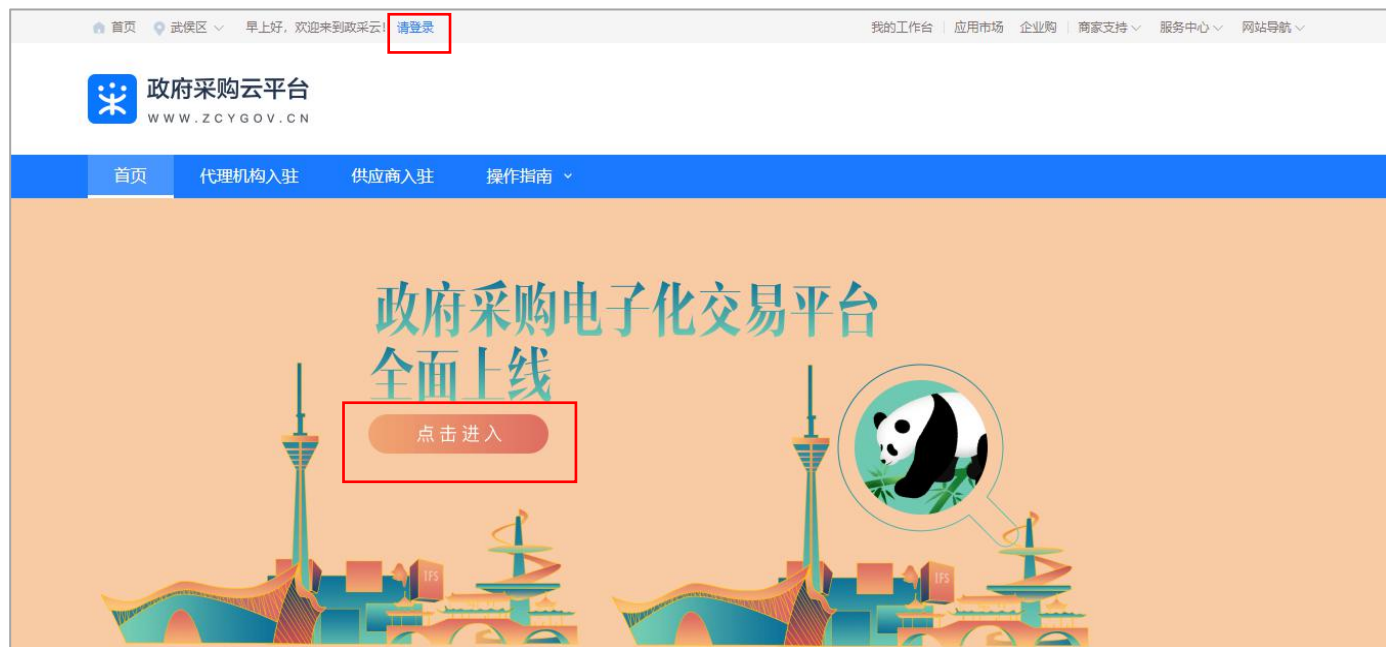 首页 武侯区 早上好，欢迎来到政采云！ 请登录 我的工作台 应用市场 企业购 商家支持 服务中心 网站导航
政府采购云平台
WWW.ZCYGOV.CN
首页 代理机构入驻 供应商入驻 操作指南
政府采购电子化交易平台
全面上线
点击进入
IFS IFS